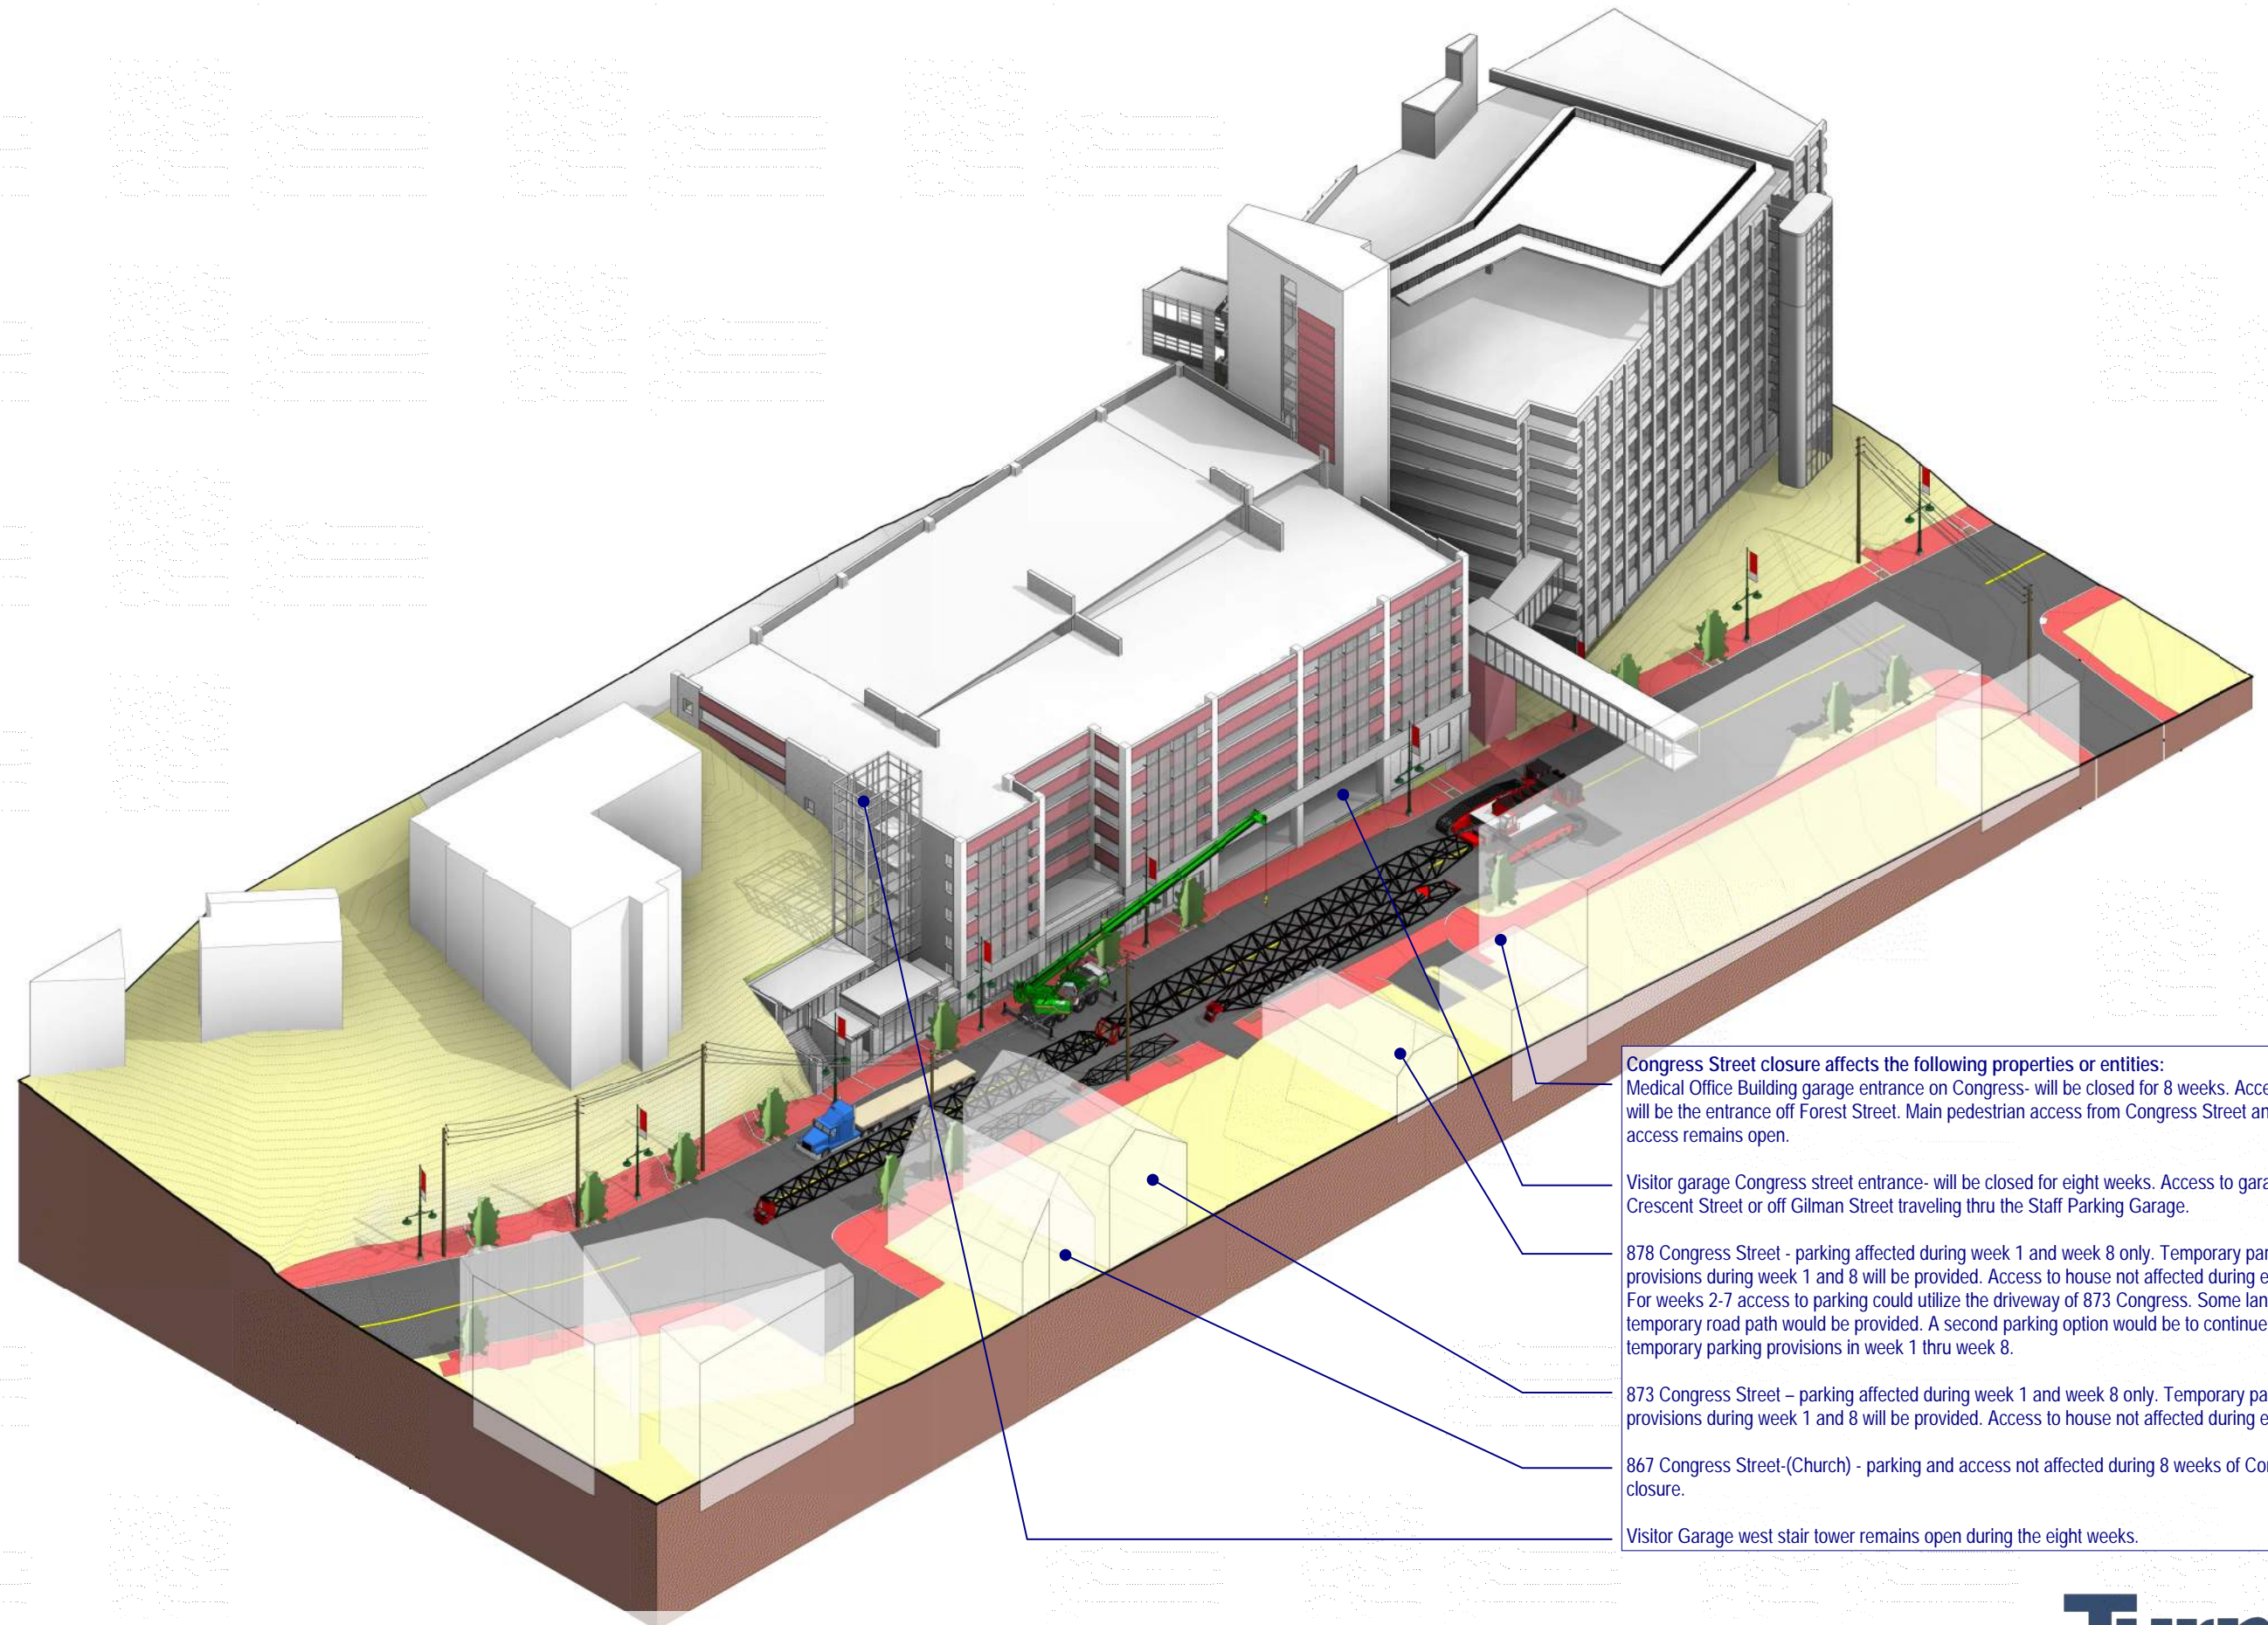 Congress Street closure affects the following properties or entities:
Medical Office Building garage entrance on Congress- will be closed for 8 weeks.
will be the entrance off Forest Street. Main pedestrian access from Congress Street
access remains open.
Visitor garage Congress street entrance- will be closed for eight weeks. Access to
Crescent Street or off Gilman Street traveling thru the Staff Parking Garage.
878 Congress Street - parking affected during week 1 and week 8 only. Temporary
provisions during week 1 and 8 will be provided. Access to house not affected during
For weeks 2-7 access to parking could utilize the driveway of 873 Congress. Some
temporary road path would be provided. A second parking option would be to continue
temporary parking provisions in week 1 thru week 8.
873 Congress Street – parking affected during week 1 and week 8 only. Temporary
provisions during week 1 and 8 will be provided. Access to house not affected during
867 Congress Street-(Church) - parking and access not affected during 8 weeks of
closure.
Visitor Garage west stair tower remains open during the eight weeks.